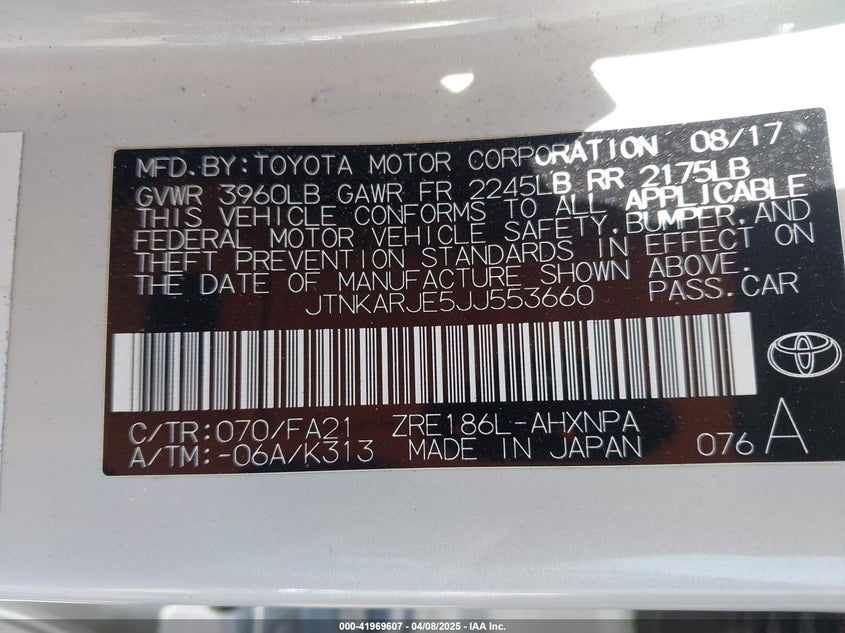 MFD.BY:TOYOTA MOTOR CORPORATION 08/17
GVWR 3960LB GAWR FR 2245LB RR 2175LB
THIS VEHICLE CONFORMS TO ALL APPLICABLE
FEDERAL MOTOR VEHICLE SAFETY,BUMPER,AND
THEFT PREVENTION STANDARDS IN EFFECT ON
THE DATE OF MANUFACTURE SHOWN ABOVE.
JTNKARJE5JJ553660 PASS.CAR
C/TR:070/FA21 ZRE186L-AHXNPA
A/TM:-06A/K313 MADE IN JAPAN 076 A
000-41969607 - 04/08/2025 - IAA Inc.